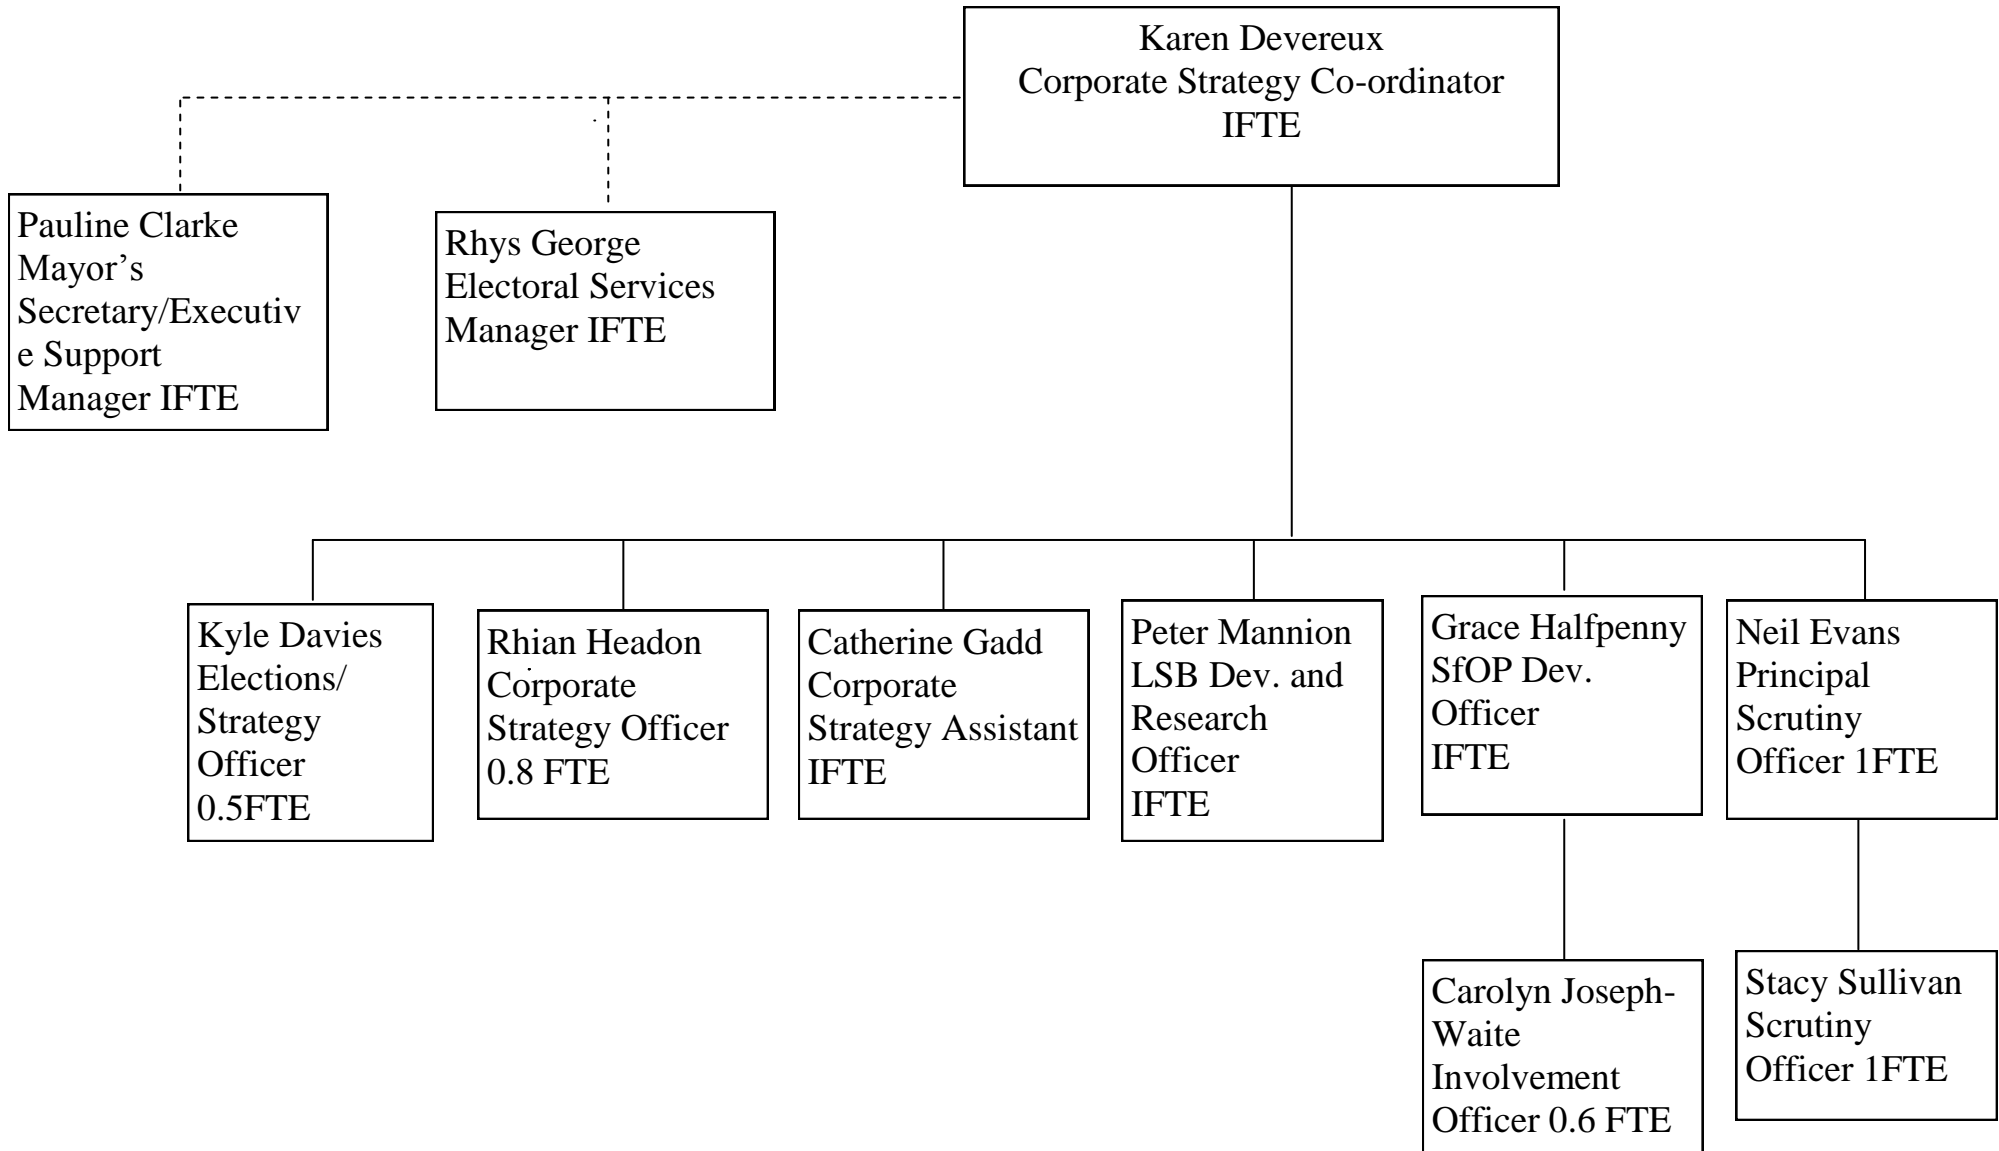 Karen Devereux
Corporate Strategy Co-ordinator
IFTE
Pauline Clarke
Mayor’s
Secretary/Executiv
e Support
Manager IFTE
Rhys George
Electoral Services
Manager IFTE
Kyle Davies
Elections/
Strategy
Officer
0.5FTE
Rhian Headon
Corporate
Strategy Officer
0.8 FTE
Catherine Gadd
Corporate
Strategy Assistant
IFTE
Peter Mannion
LSB Dev. and
Research
Officer
IFTE
Grace Halfpenny
SfOP Dev.
Officer
IFTE
Neil Evans
Principal
Scrutiny
Officer 1FTE
Carolyn Joseph-
Waite
Involvement
Officer 0.6 FTE
Stacy Sullivan
Scrutiny
Officer 1FTE